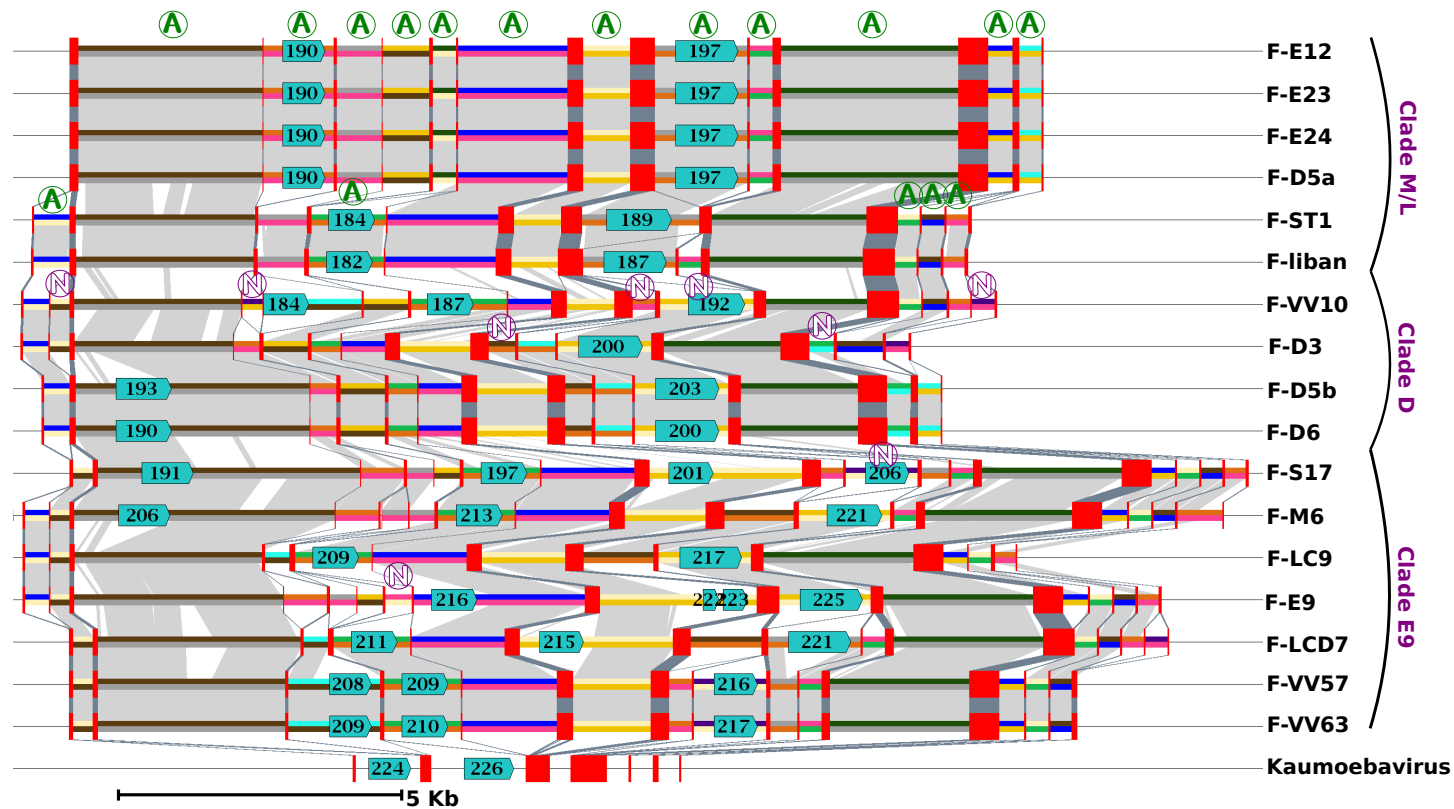 A A A A A A A A A A A A
190 197 F-E12
190 197 F-E23
190 197 F-E24
190 197 F-D5a
A A A A A
184 189 F-ST1
182 187 F-liban
N N N N N
184 187 192 F-VV10
N N
200 F-D3
193 203 F-D5b
190 200 F-D6
N
191 197 201 206 F-S17
206 213 221 F-M6
209 217 F-LC9
N
216 222 223 225 F-E9
211 215 221 F-LCD7
208 209 216 F-VV57
209 210 217 F-VV63
224 226 Kaumoebavirus
5 Kb
Clade M/L
Clade D
Clade E9